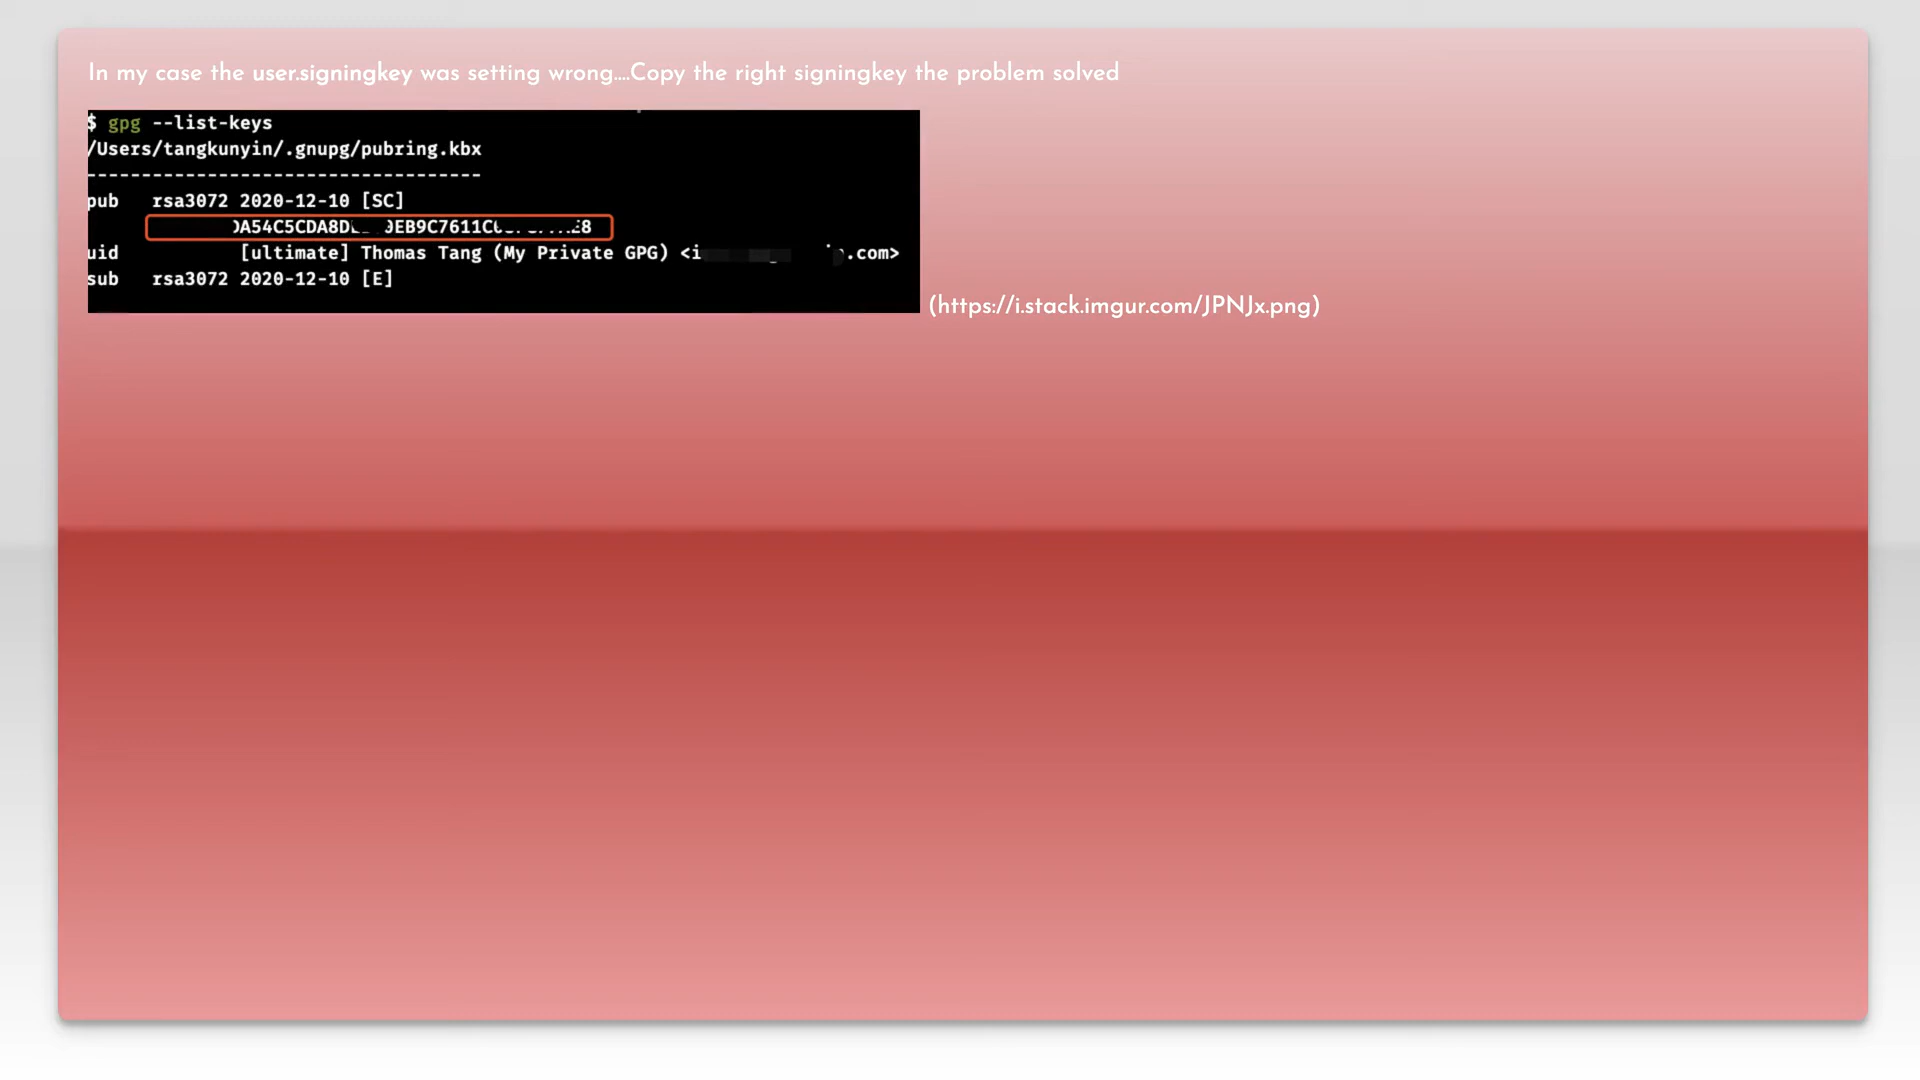 In my case the user.signingkey was setting wrong....Copy the right signingkey the problem solved
$ gpg --list-keys
/Users/tangkunyin/.gnupg/pubring.kbx
------------------------------------
pub rsa3072 2020-12-10 [SC]
uid [ultimate] Thomas Tang (My Private GPG) .com>
sub rsa3072 2020-12-10 [E]
(https://i.stack.imgur.com/JPNJx.png)